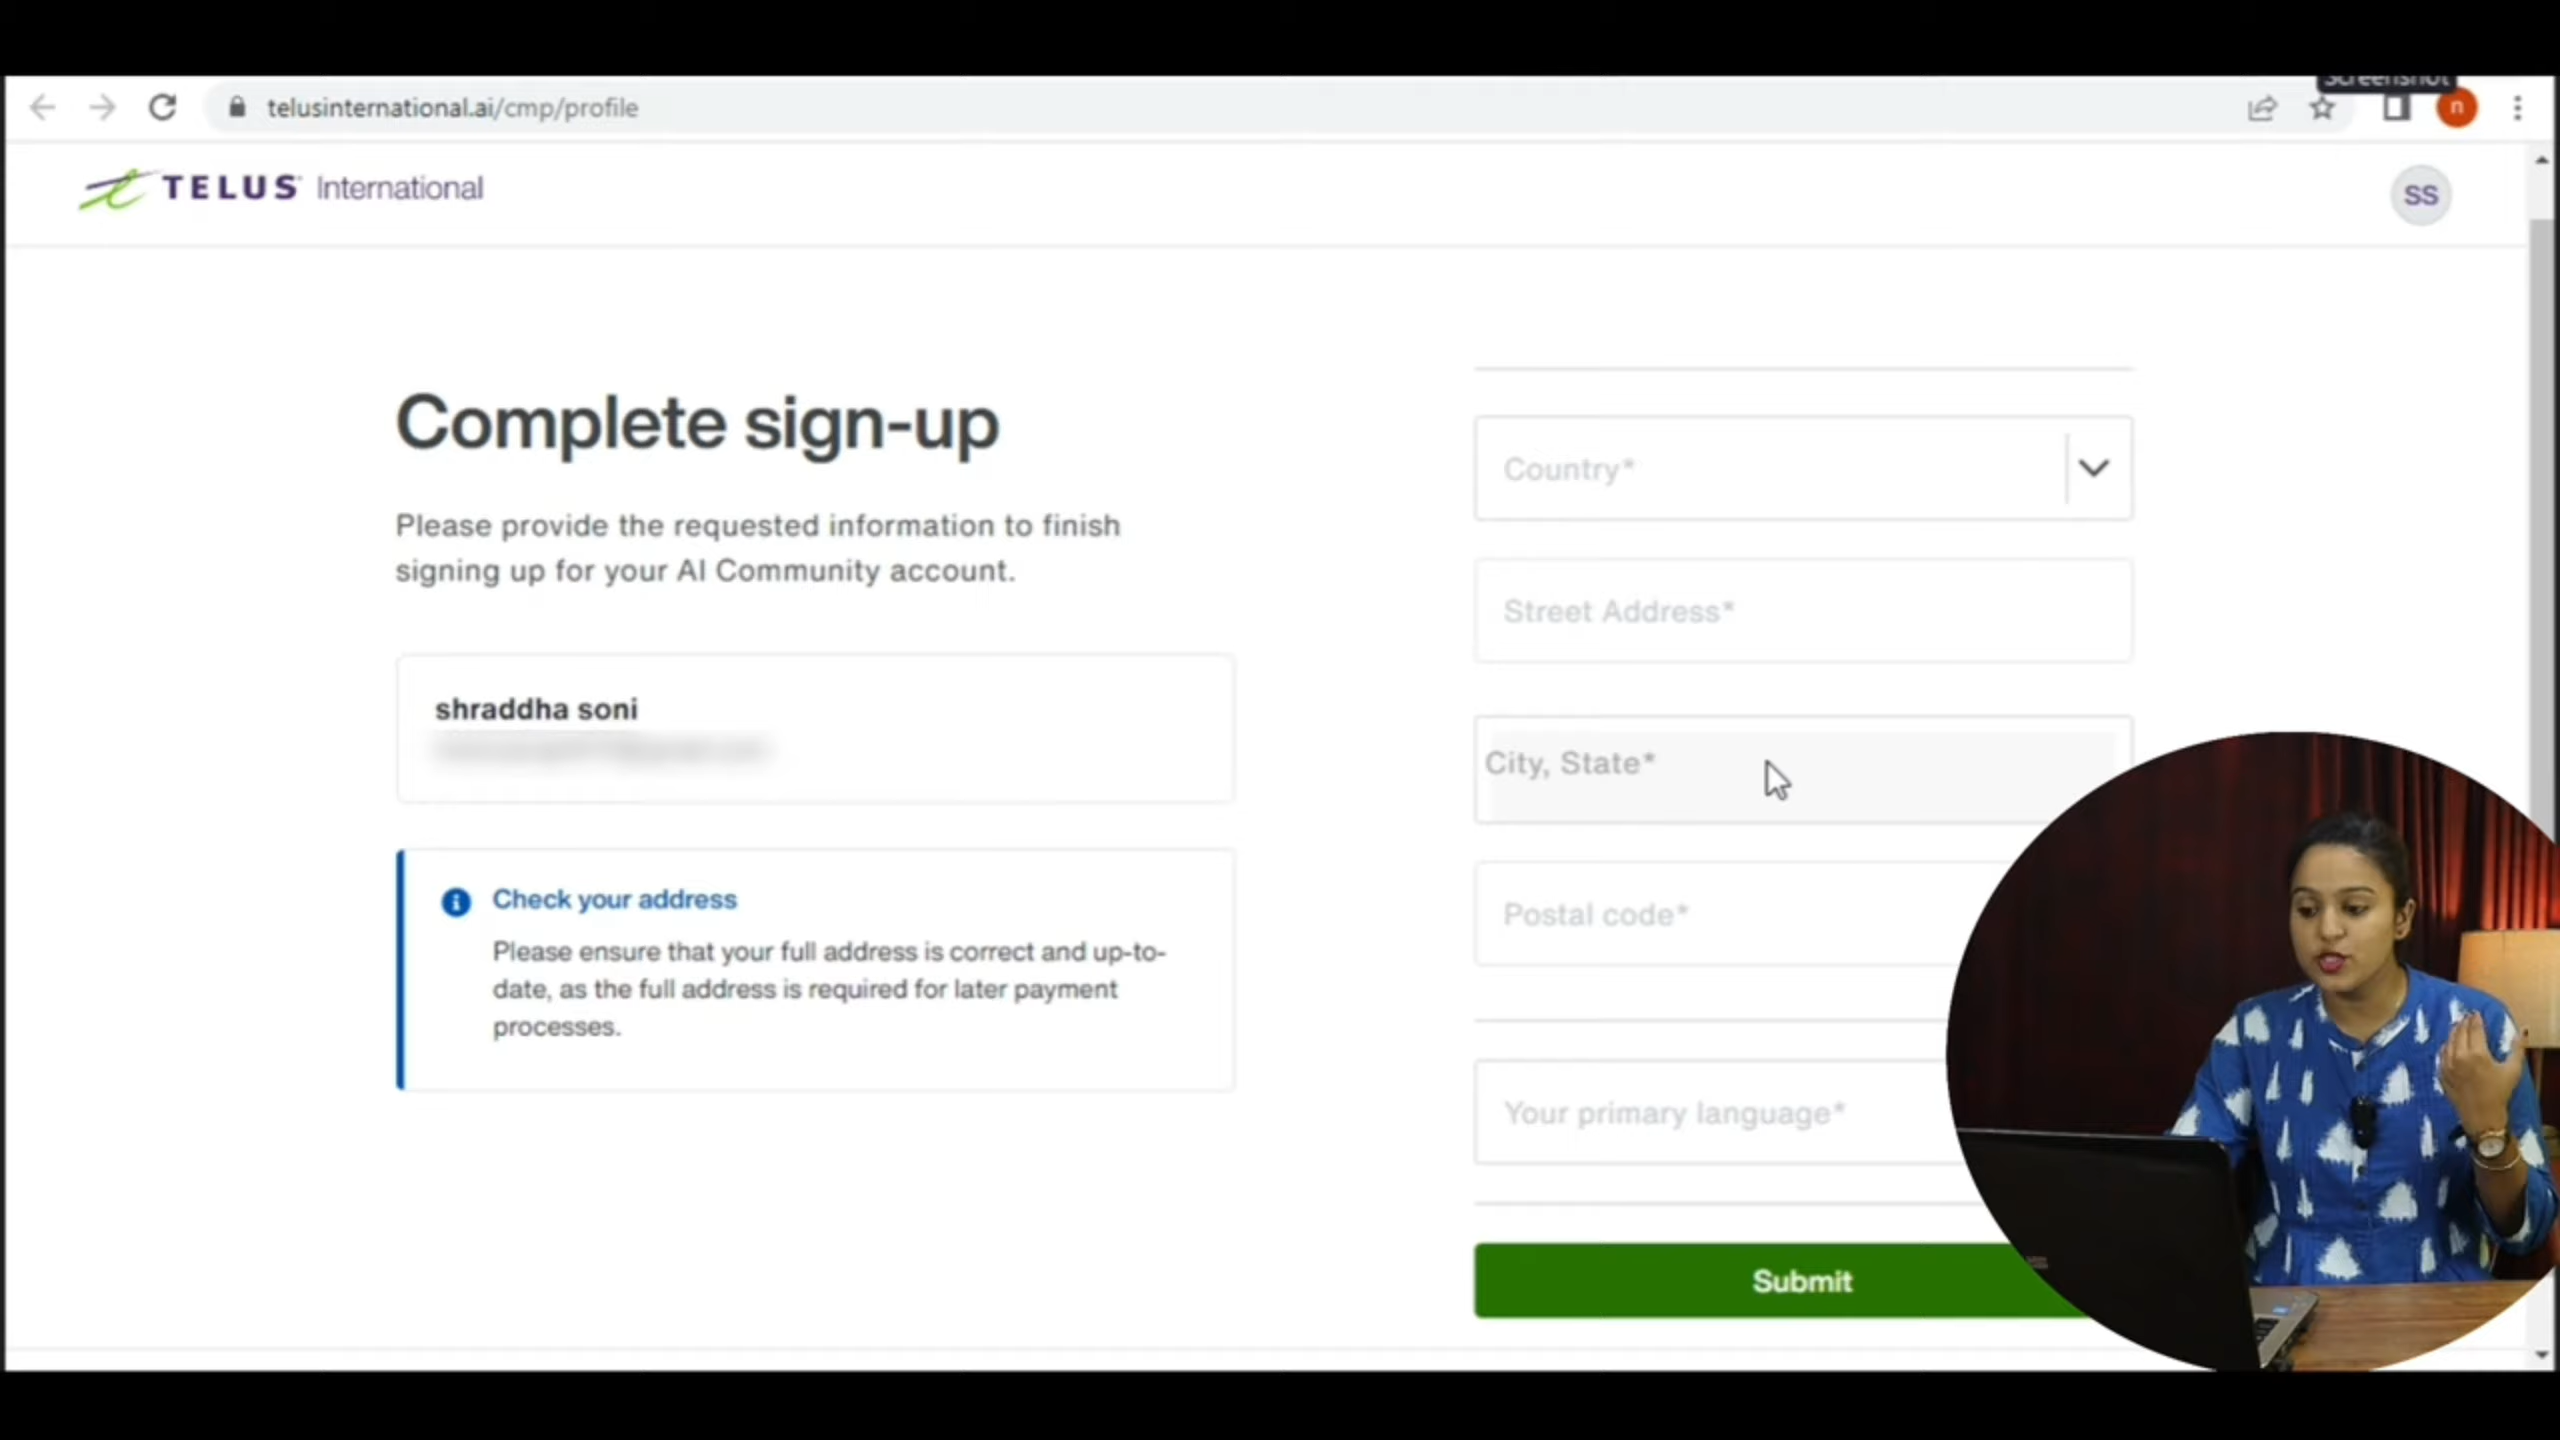 Screenshot
telusinternational.ai/cmp/profile
n
TELUS International
SS
Complete sign-up
Please provide the requested information to finish
signing up for your AI Community account.
shraddha soni
Check your address
Please ensure that your full address is correct and up-to-
date, as the full address is required for later payment
processes.
Country*
Street Address*
City, State*
Postal code*
Your primary language*
Submit